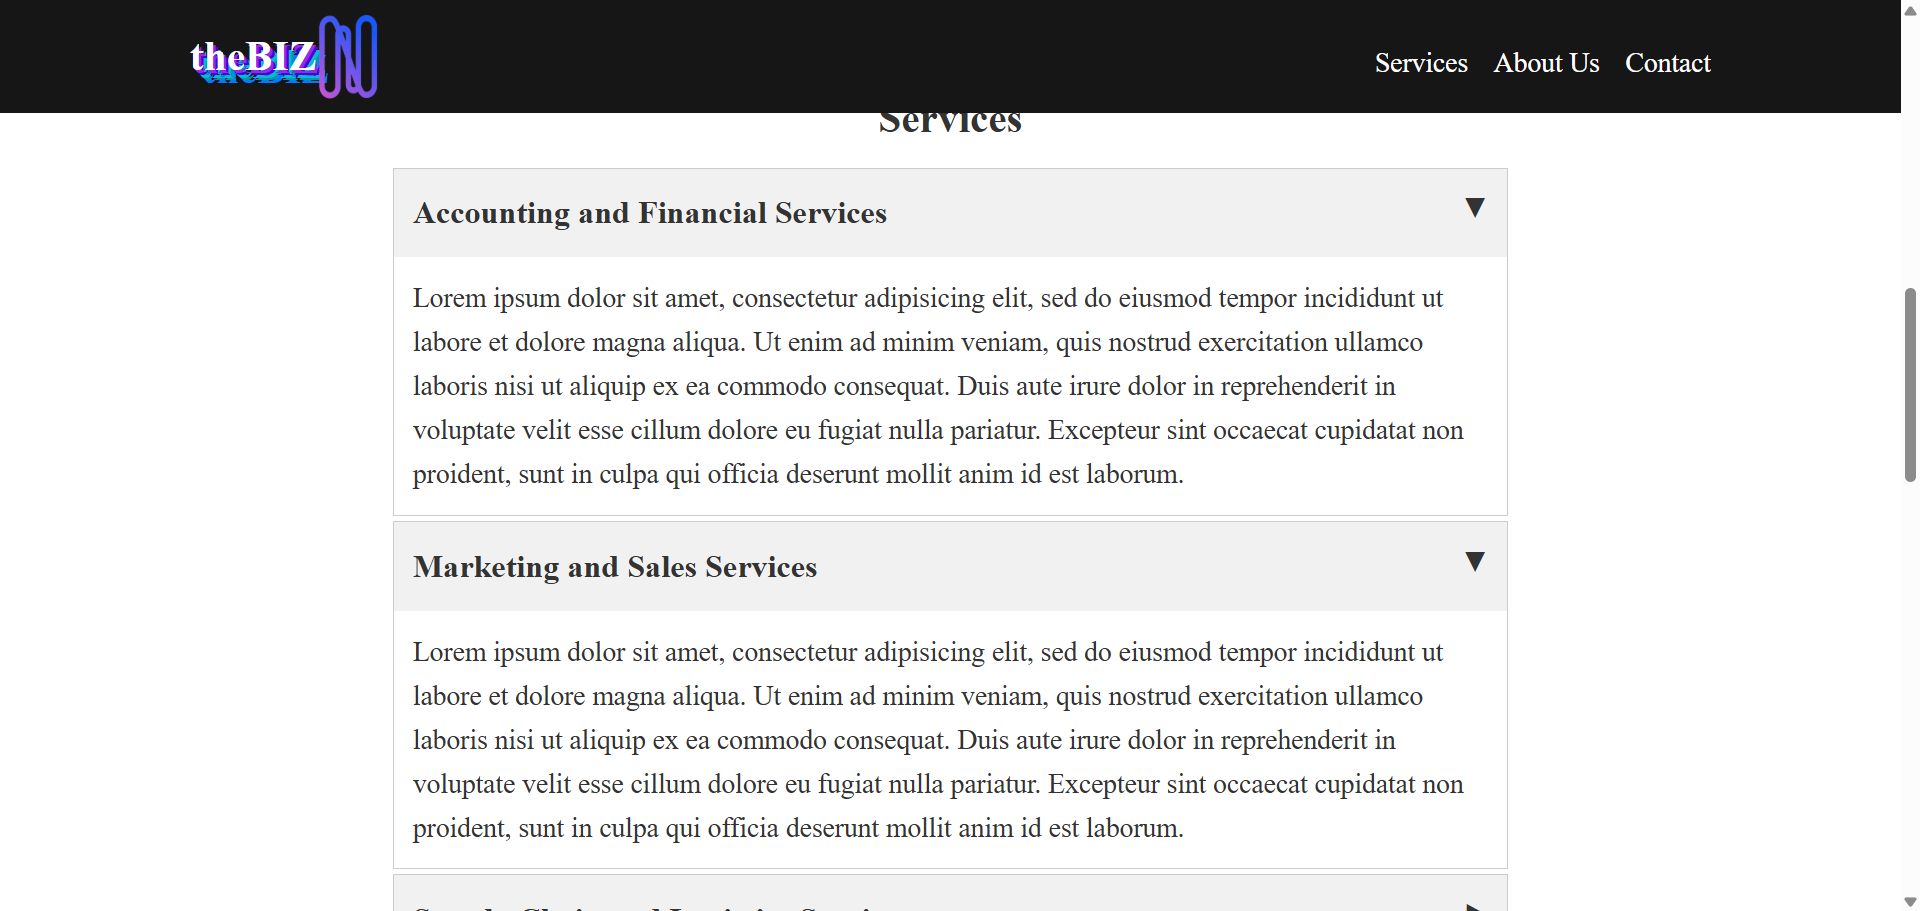 theBIZ
Services About Us Contact
Services
Accounting and Financial Services
Lorem ipsum dolor sit amet, consectetur adipisicing elit, sed do eiusmod tempor incididunt ut
labore et dolore magna aliqua. Ut enim ad minim veniam, quis nostrud exercitation ullamco
laboris nisi ut aliquip ex ea commodo consequat. Duis aute irure dolor in reprehenderit in
voluptate velit esse cillum dolore eu fugiat nulla pariatur. Excepteur sint occaecat cupidatat non
proident, sunt in culpa qui officia deserunt mollit anim id est laborum.
Marketing and Sales Services
Lorem ipsum dolor sit amet, consectetur adipisicing elit, sed do eiusmod tempor incididunt ut
labore et dolore magna aliqua. Ut enim ad minim veniam, quis nostrud exercitation ullamco
laboris nisi ut aliquip ex ea commodo consequat. Duis aute irure dolor in reprehenderit in
voluptate velit esse cillum dolore eu fugiat nulla pariatur. Excepteur sint occaecat cupidatat non
proident, sunt in culpa qui officia deserunt mollit anim id est laborum.